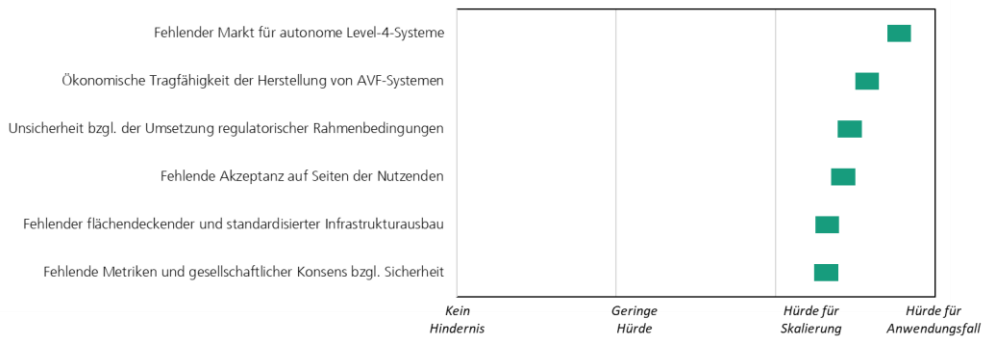 Fehlender Markt für autonome Level-4-Systeme
Ökonomische Tragfähigkeit der Herstellung von AVF-Systemen
Unsicherheit bzgl. der Umsetzung regulatorischer Rahmenbedingungen
Fehlende Akzeptanz auf Seiten der Nutzenden
Fehlender flächendeckender und standardisierter Infrastrukturausbau
Fehlende Metriken und gesellschaftlicher Konsens bzgl. Sicherheit
Kein
Hindernis
Geringe
Hürde
Hürde für
Skalierung
Hürde für
Anwendungsfall